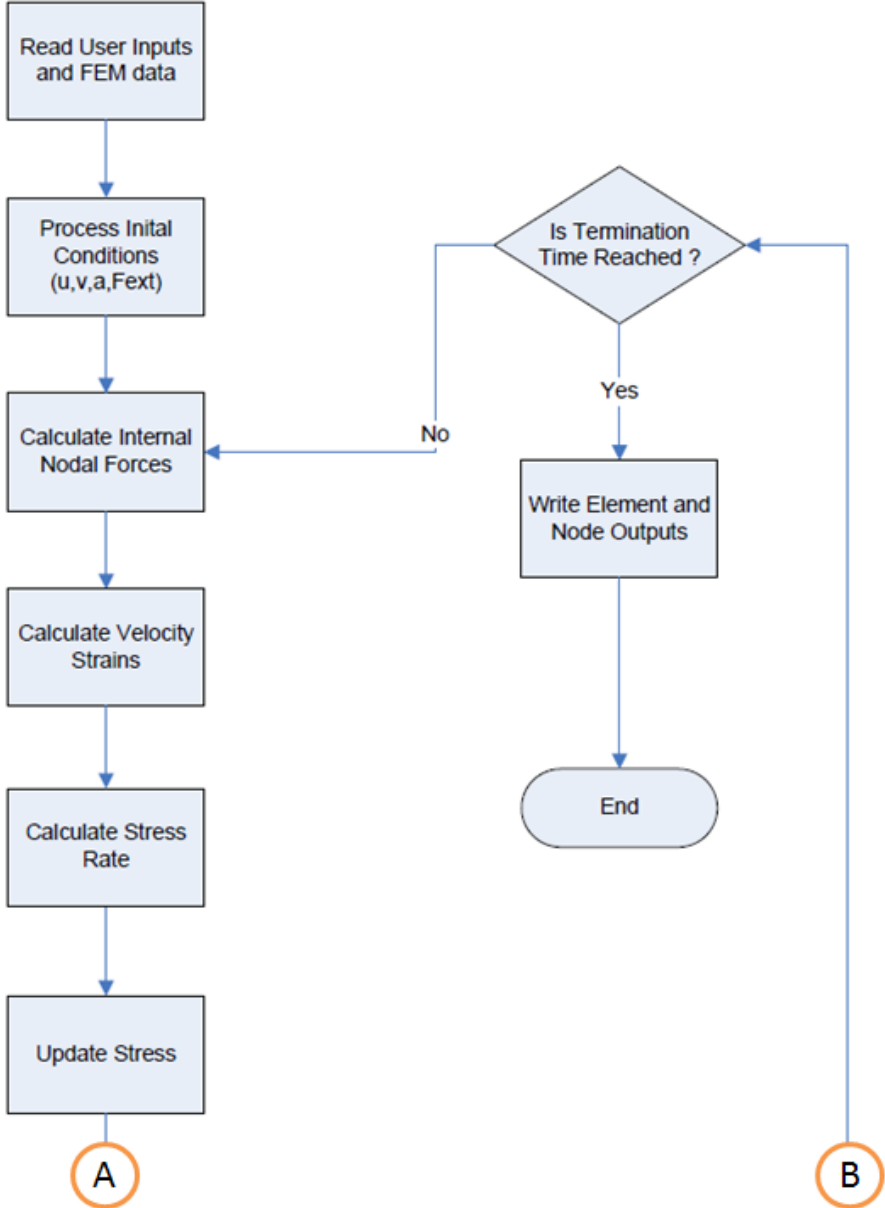 Read User Inputs
and FEM data
Process Inital
Conditions
(u,v,a,Fext)
Calculate Internal
Nodal Forces
Calculate Velocity
Strains
Calculate Stress
Rate
Update Stress
A
Is Termination
Time Reached ?
No
Yes
Write Element and
Node Outputs
End
B